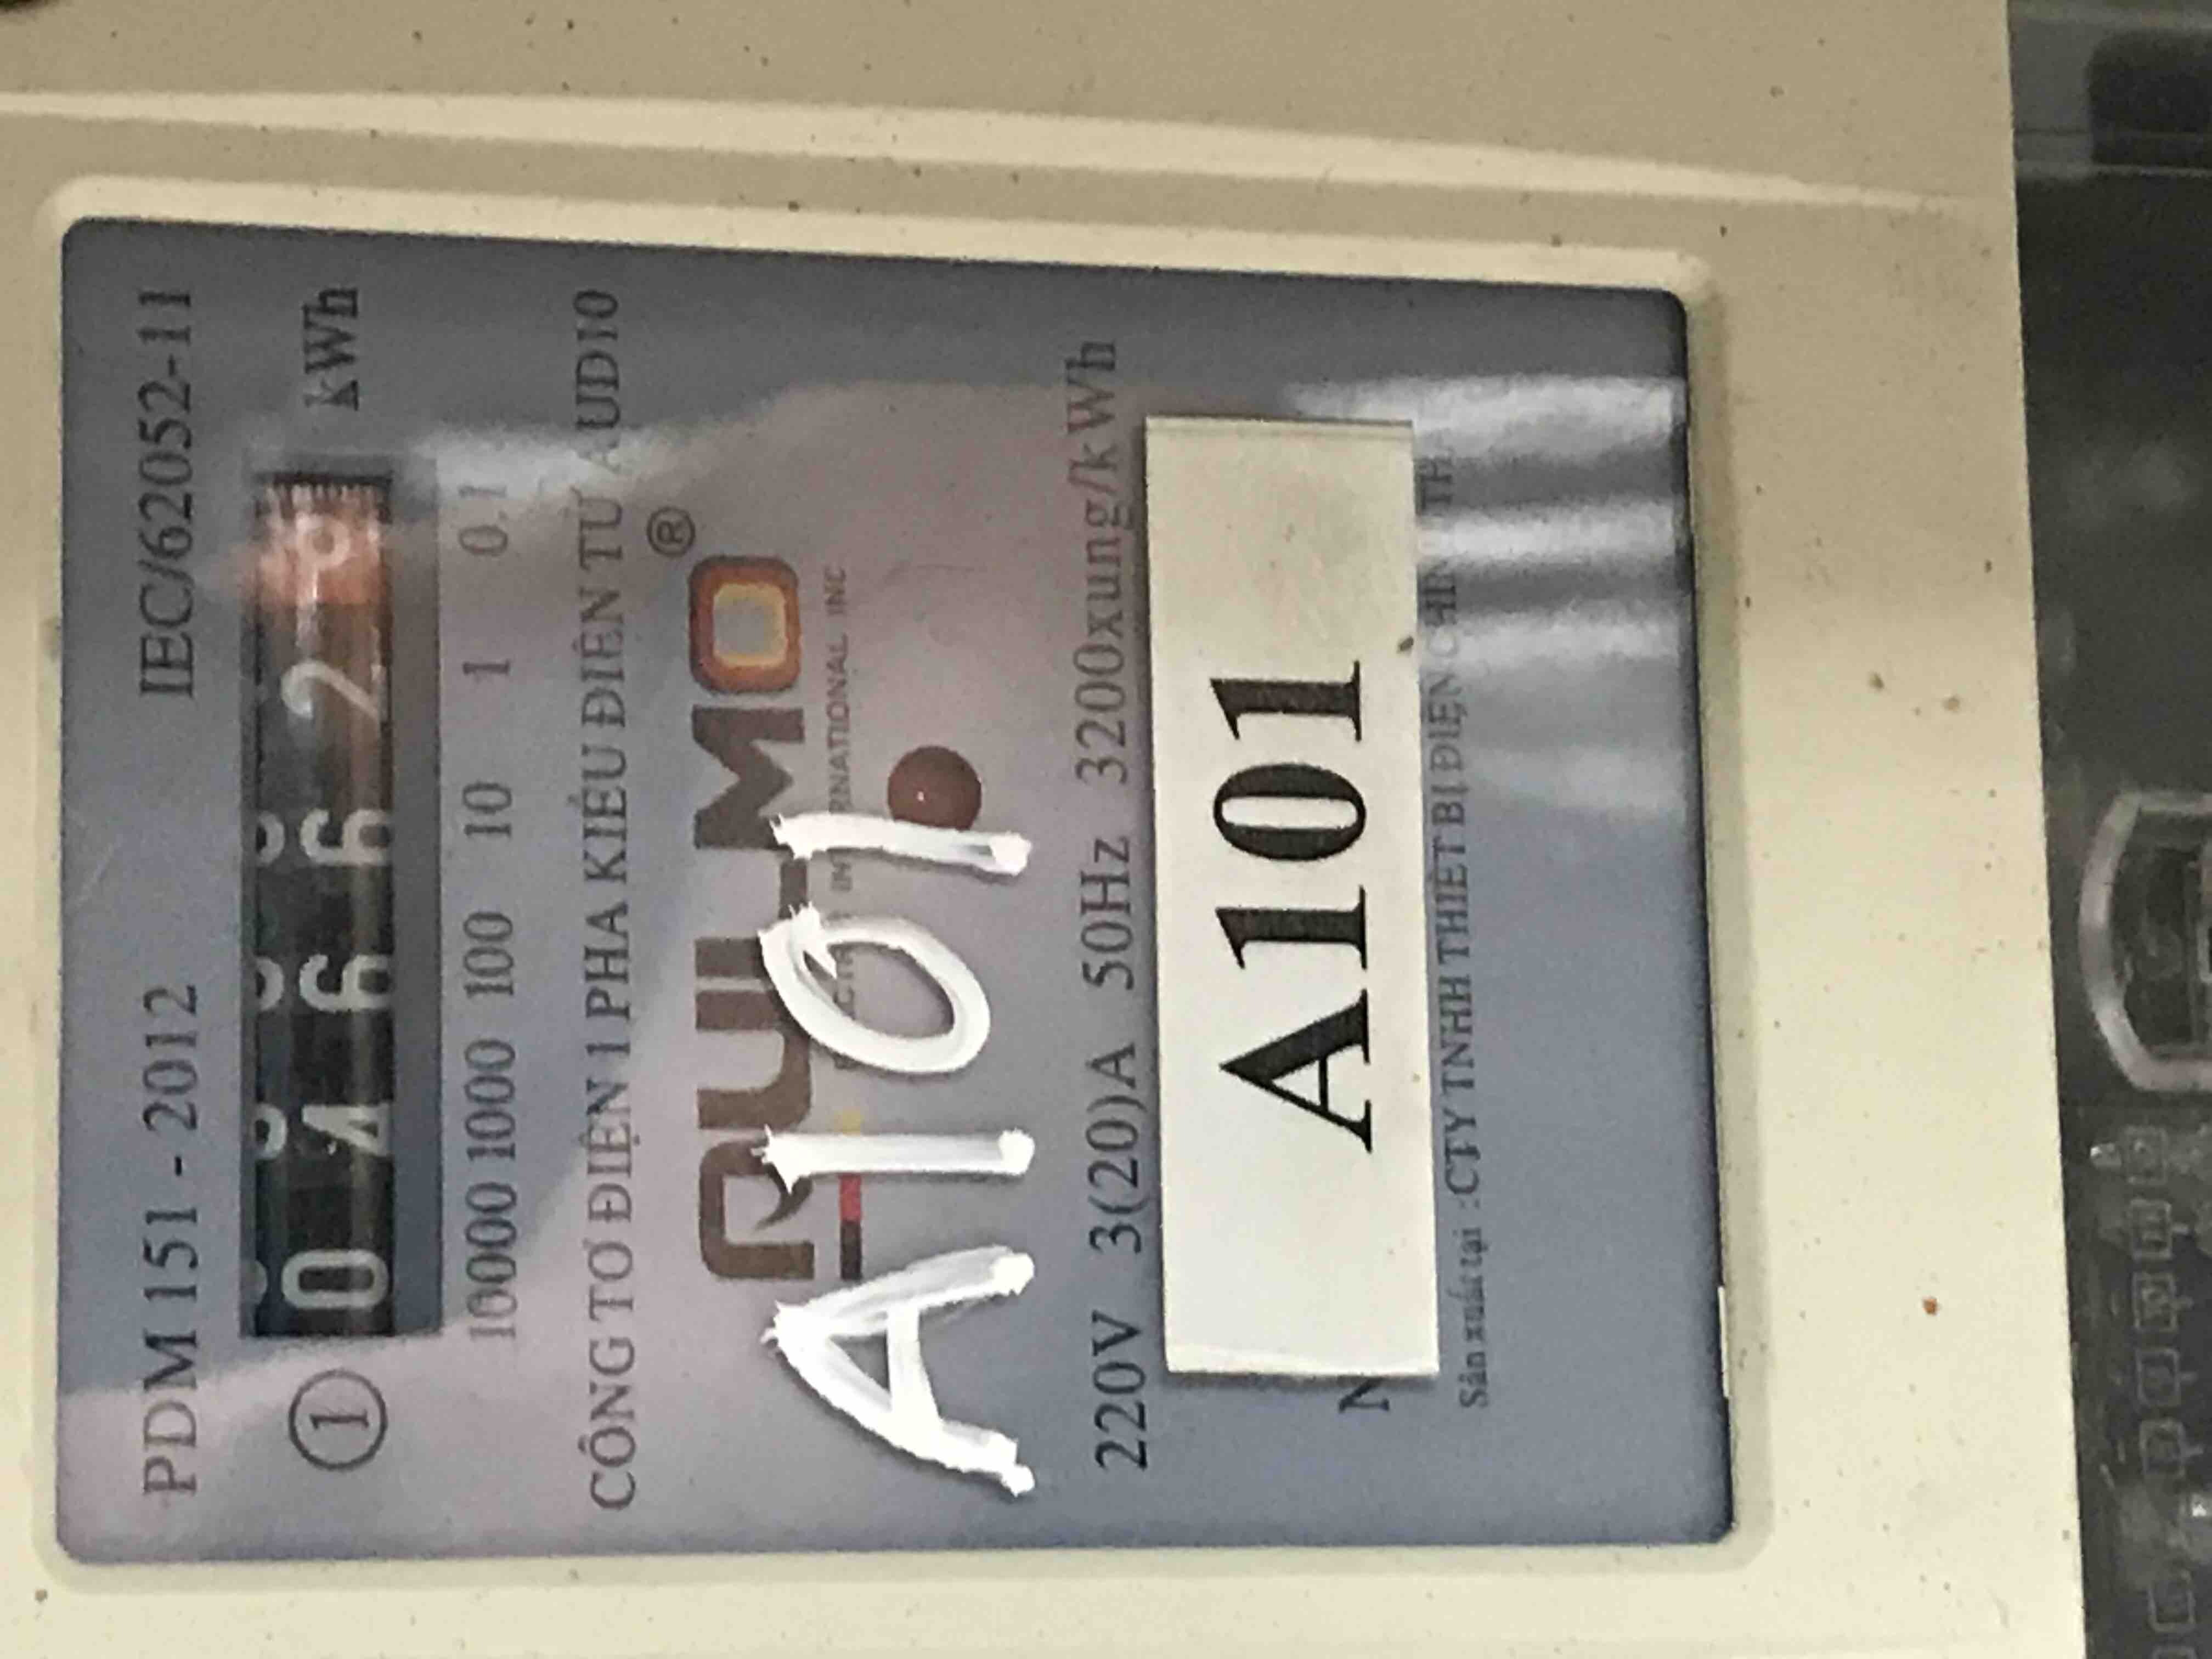 PDM 151 - 2012 IEC/62052-11
1 0 4 6 6 2 kWh
10000 1000 100 10 1 0.1
CÔNG TƠ ĐIỆN 1 PHA KIỂU ĐIỆN TỬ AUDI0
®
A101
220V 3(20)A 50Hz 3200xung/kWh
A101
N
Sản xuất tại :CTY TNHH THIẾT BỊ ĐIỆN